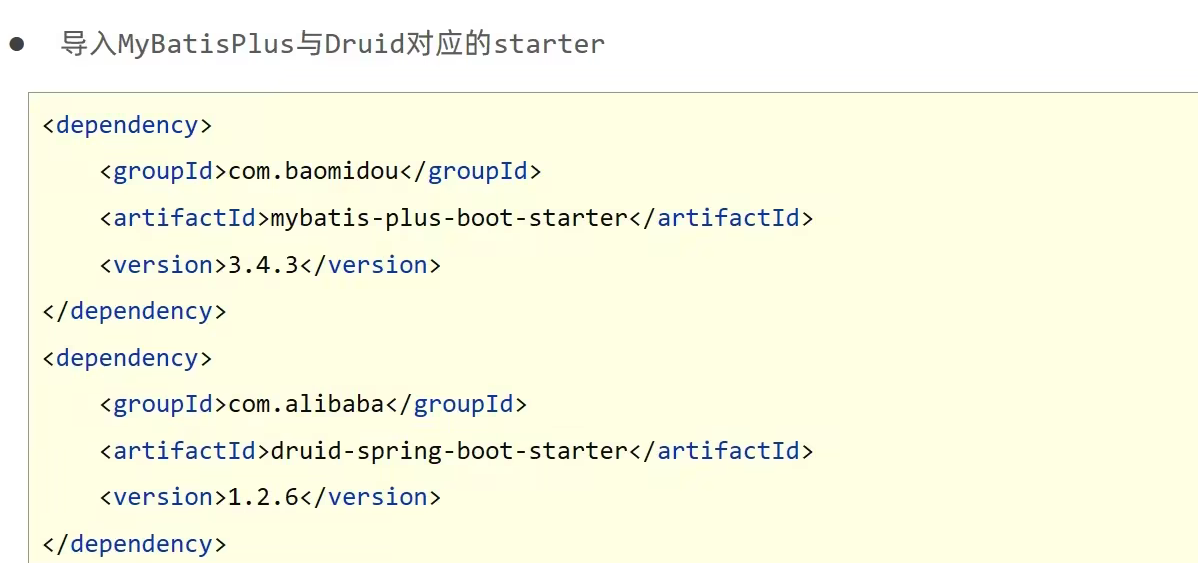 ● 导入MyBatisPlus与Druid对应的starter
<dependency>
    <groupId>com.baomidou</groupId>
    <artifactId>mybatis-plus-boot-starter</artifactId>
    <version>3.4.3</version>
</dependency>
<dependency>
    <groupId>com.alibaba</groupId>
    <artifactId>druid-spring-boot-starter</artifactId>
    <version>1.2.6</version>
</dependency>